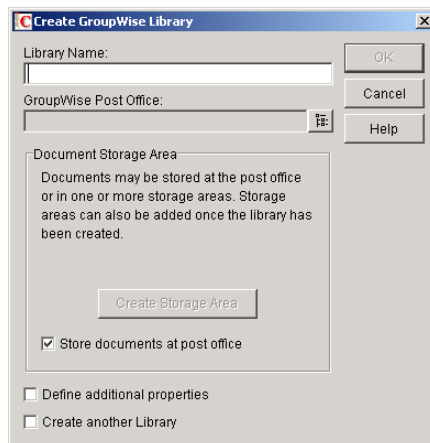 Create GroupWise Library
Library Name:
OK
Cancel
GroupWise Post Office:
Help
Document Storage Area
Documents may be stored at the post office
or in one or more storage areas. Storage
areas can also be added once the library has
been created.
Create Storage Area
Store documents at post office
Define additional properties
Create another Library